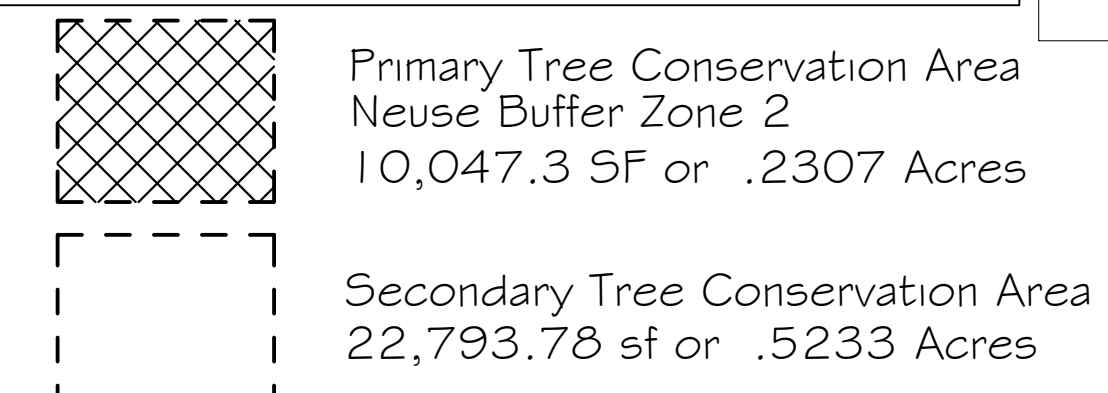 Primary Tree Conservation Area
Neuse Buffer Zone 2
10,047.3 SF or .2307 Acres
Secondary Tree Conservation Area
22,793.78 sf or .5233 Acres